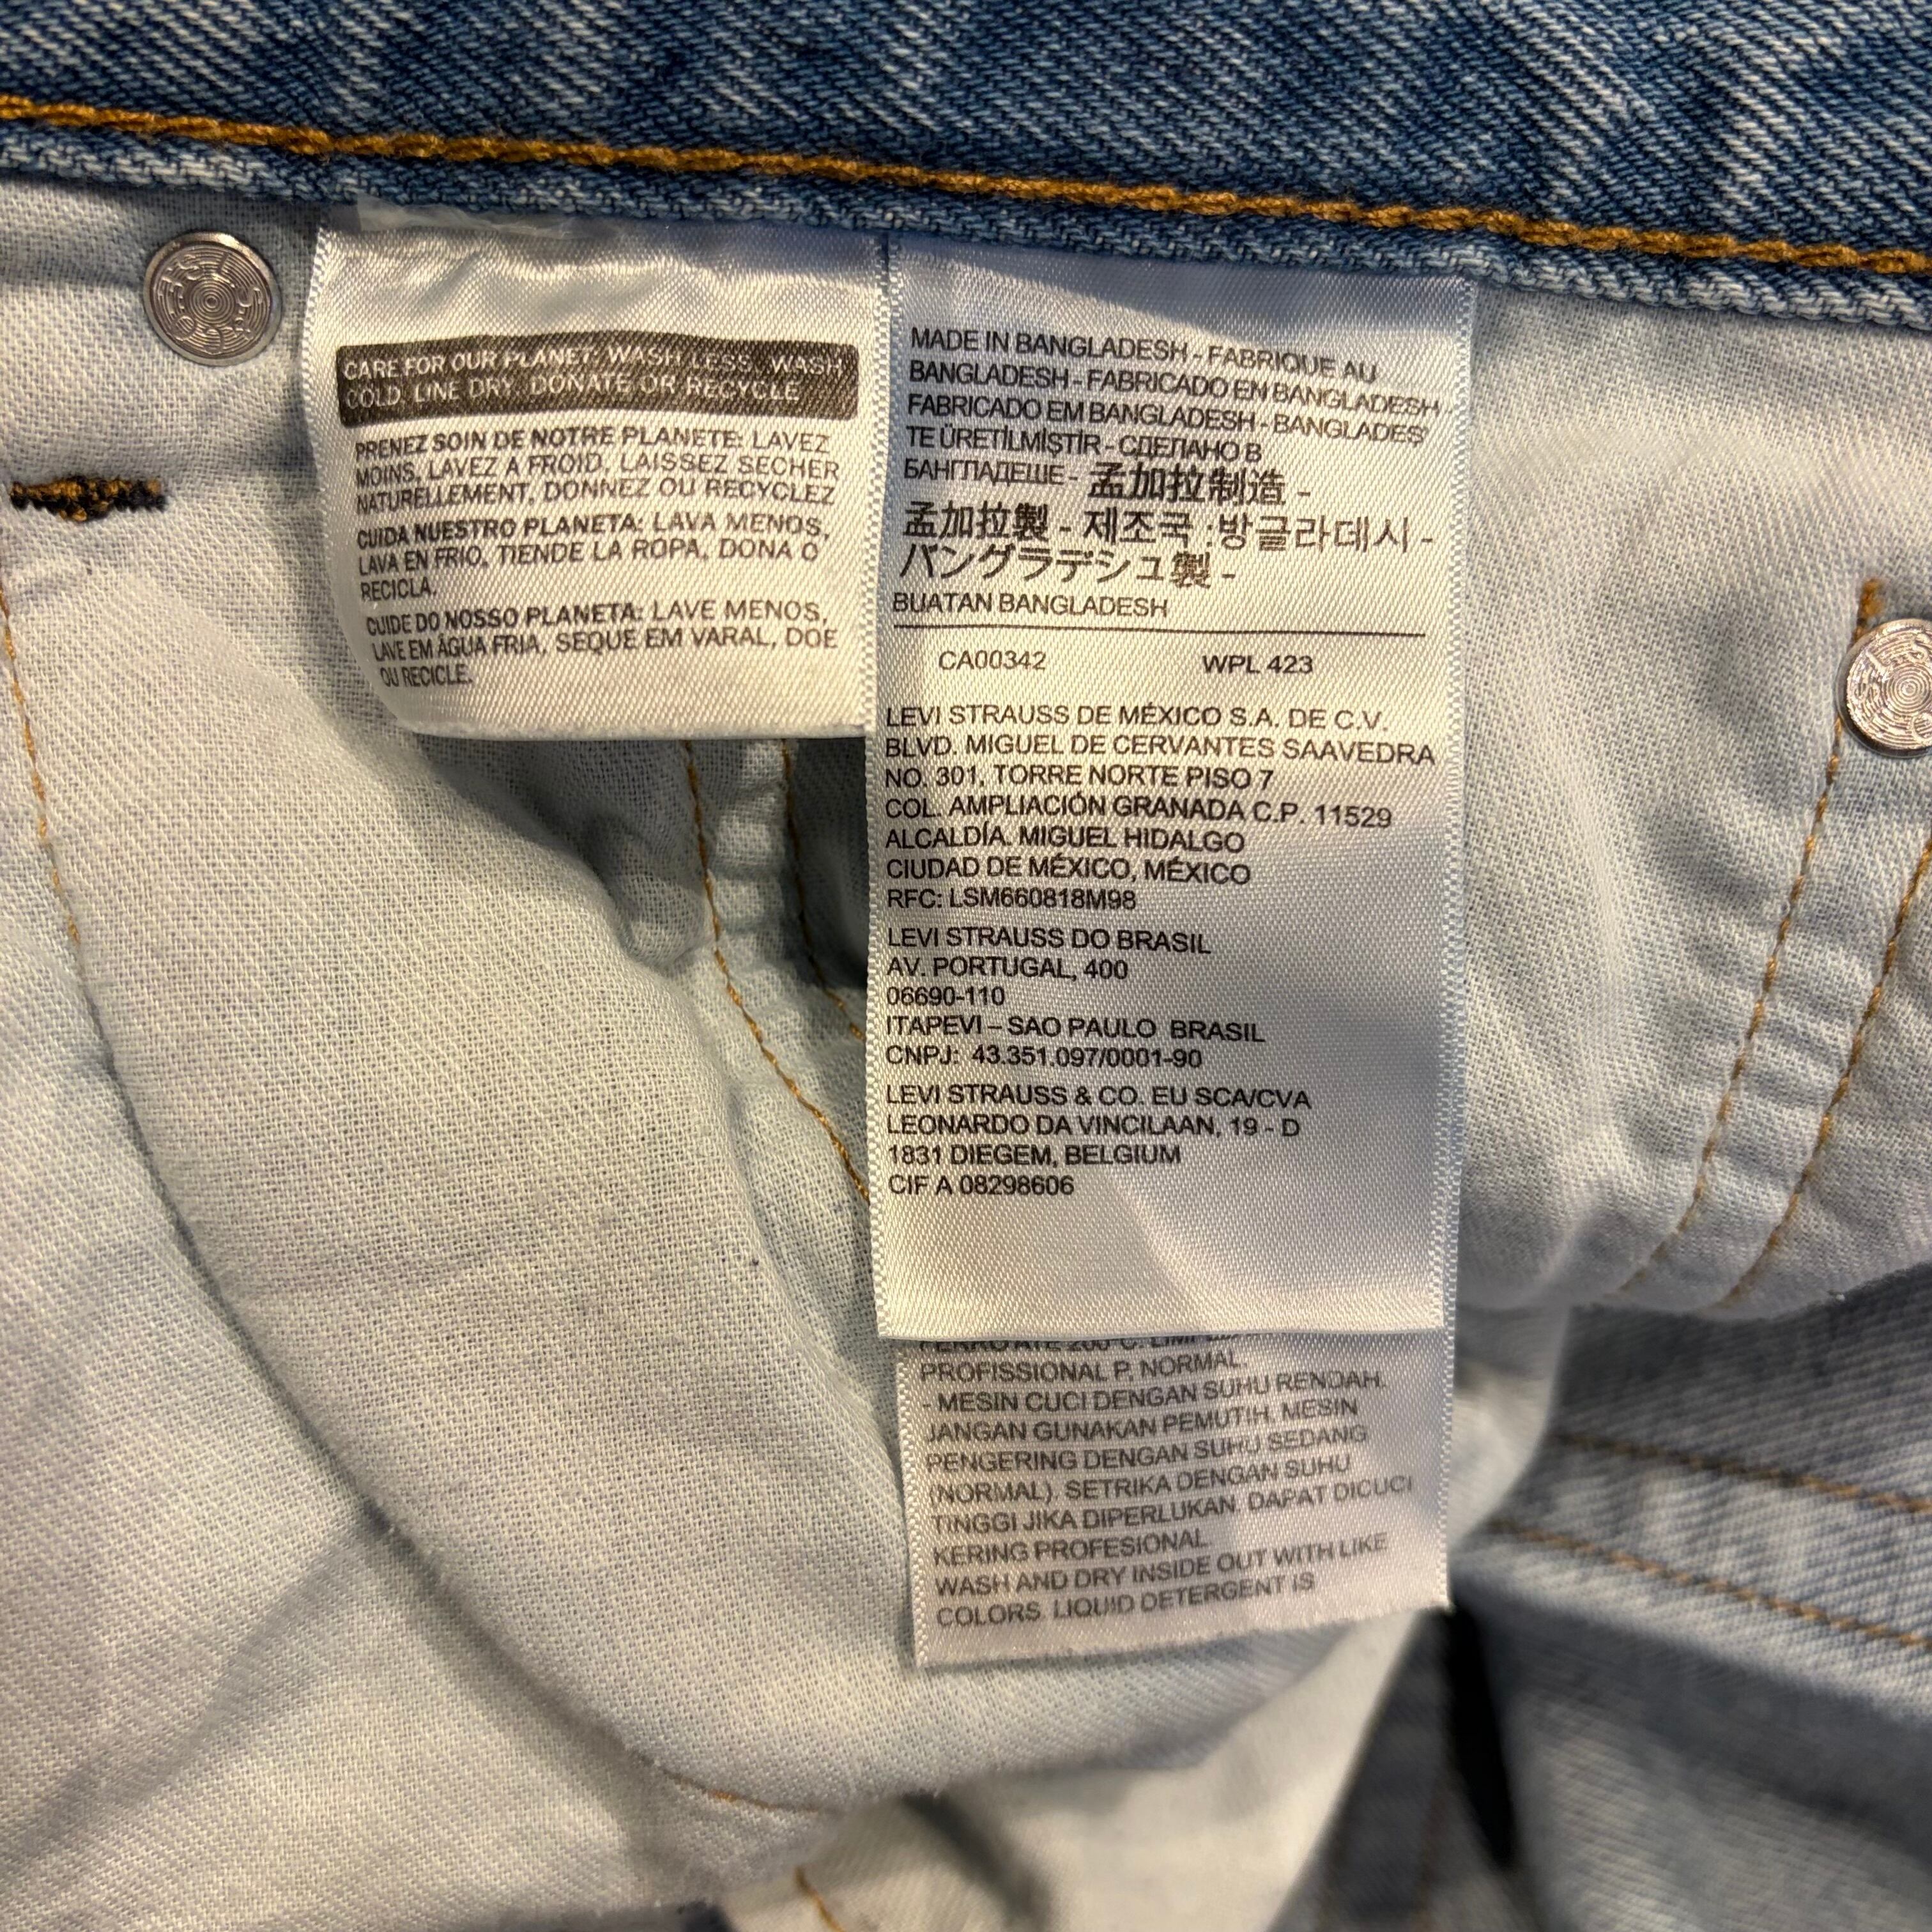 CARE FOR OUR PLANET: WASH LESS, WASH
COLD, LINE DRY, DONATE OR RECYCLE
PRENEZ SOIN DE NOTRE PLANETE: LAVEZ
MOINS, LAVEZ A FROID, LAISSEZ SECHER
NATURELLEMENT, DONNEZ OU RECYCLEZ
CUIDA NUESTRO PLANETA: LAVA MENOS,
LAVA EN FRIO, TIENDE LA ROPA, DONA O
RECICLA.
CUIDE DO NOSSO PLANETA: LAVE MENOS,
LAVE EM ÁGUA FRIA, SEQUE EM VARAL, DOE
OU RECICLE.
MADE IN BANGLADESH - FABRIQUE AU
BANGLADESH - FABRICADO EN BANGLADESH
FABRICADO EM BANGLADESH - BANGLADEŞ'
TE ÜRETİLMİŞTİR - СДЕЛАНО В
БАНГЛАДЕШЕ - 孟加拉制造 -
孟加拉製 - 제조국 :방글라데시 -
バングラデシュ製 -
BUATAN BANGLADESH
CA00342 WPL 423
LEVI STRAUSS DE MÉXICO S.A. DE C.V.
BLVD. MIGUEL DE CERVANTES SAAVEDRA
NO. 301, TORRE NORTE PISO 7
COL. AMPLIACIÓN GRANADA C.P. 11529
ALCALDÍA. MIGUEL HIDALGO
CIUDAD DE MÉXICO, MÉXICO
RFC: LSM660818M98
LEVI STRAUSS DO BRASIL
AV. PORTUGAL, 400
06690-110
ITAPEVI – SAO PAULO BRASIL
CNPJ: 43.351.097/0001-90
LEVI STRAUSS & CO. EU SCA/CVA
LEONARDO DA VINCILAAN, 19 - D
1831 DIEGEM, BELGIUM
CIF A 08298606
FERRO ATE 200°C.
PROFISSIONAL P, NORMAL.
- MESIN CUCI DENGAN SUHU RENDAH.
JANGAN GUNAKAN PEMUTIH. MESIN
PENGERING DENGAN SUHU SEDANG
(NORMAL). SETRIKA DENGAN SUHU
TINGGI JIKA DIPERLUKAN. DAPAT DICUCI
KERING PROFESIONAL
WASH AND DRY INSIDE OUT WITH LIKE
COLORS. LIQUID DETERGENT IS